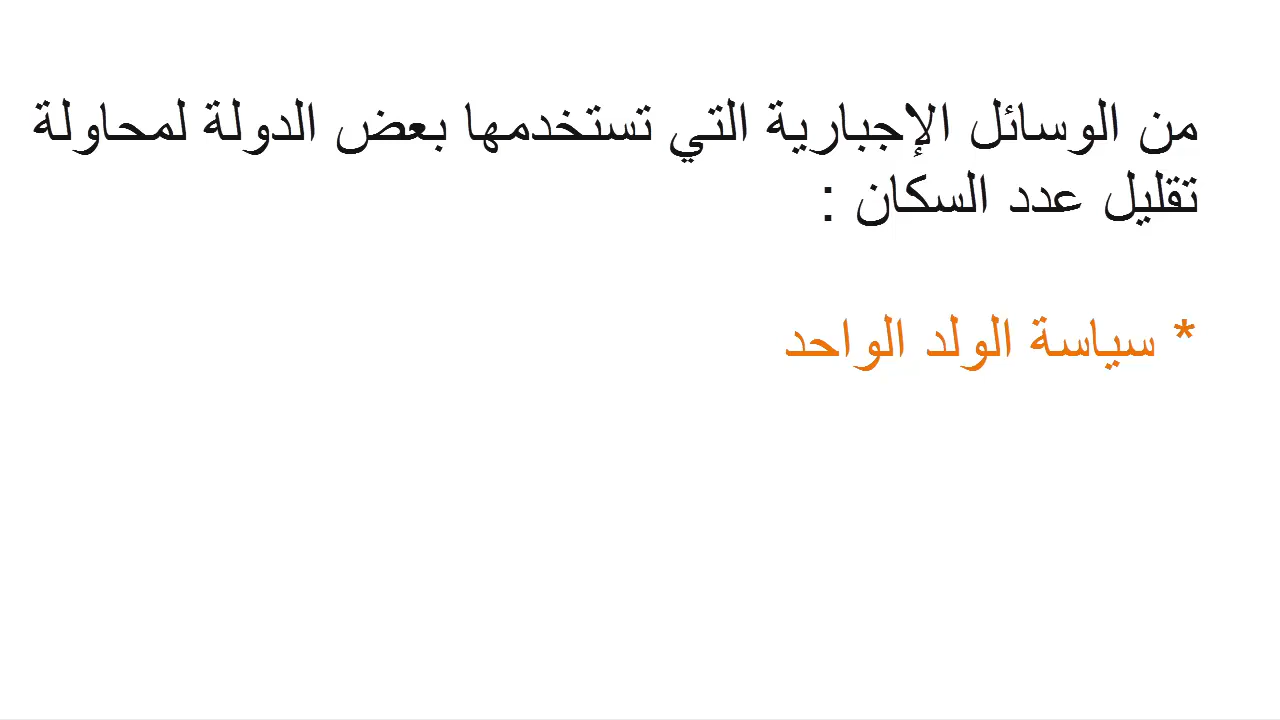 من الوسائل الإجبارية التي تستخدمها بعض الدولة لمحاولة
تقليل عدد السكان :
* سياسة الولد الواحد